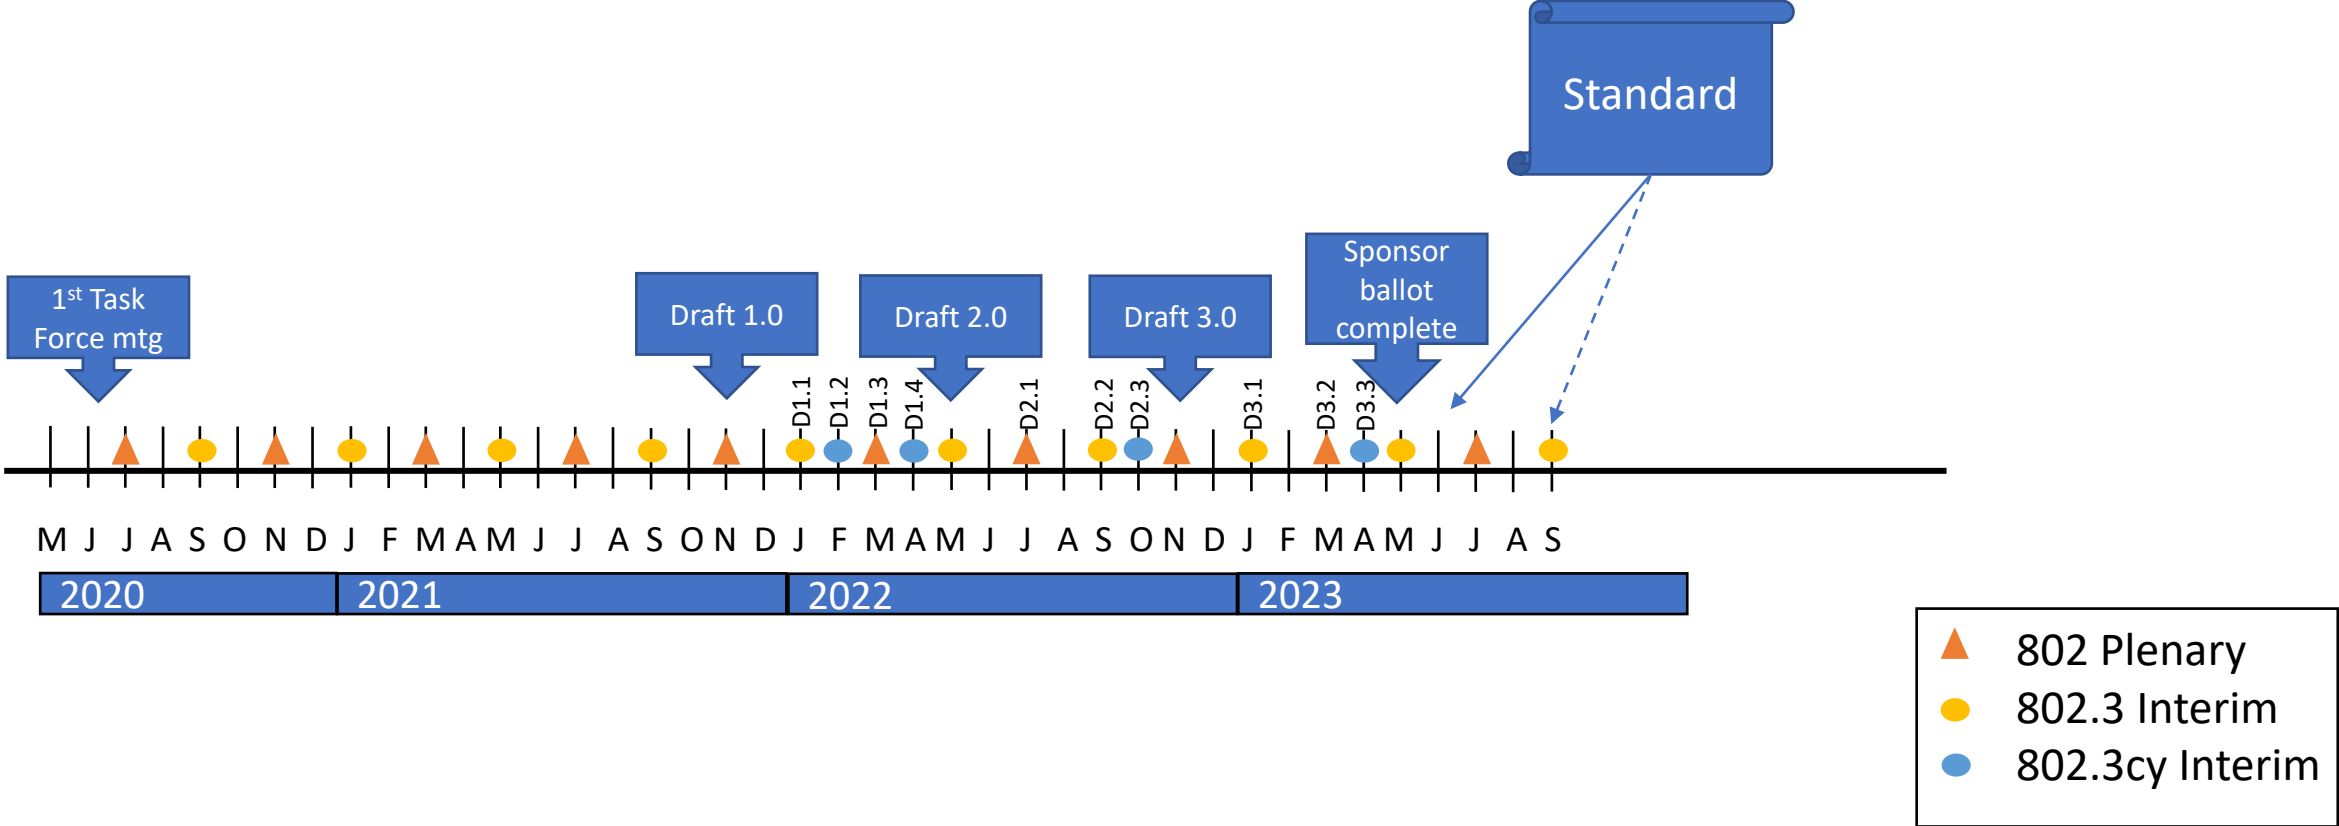 Standard
1st Task
Force mtg
Draft 1.0
Draft 2.0
Draft 3.0
Sponsor
ballot
complete
D1.1
D1.2
D1.3
D1.4
D2.1
D2.2
D2.3
D3.1
D3.2
D3.3
M J J A S O N D J F M A M J J A S O N D J F M A M J J A S O N D J F M A M J J A S
2020 2021 2022 2023
802 Plenary
802.3 Interim
802.3cy Interim